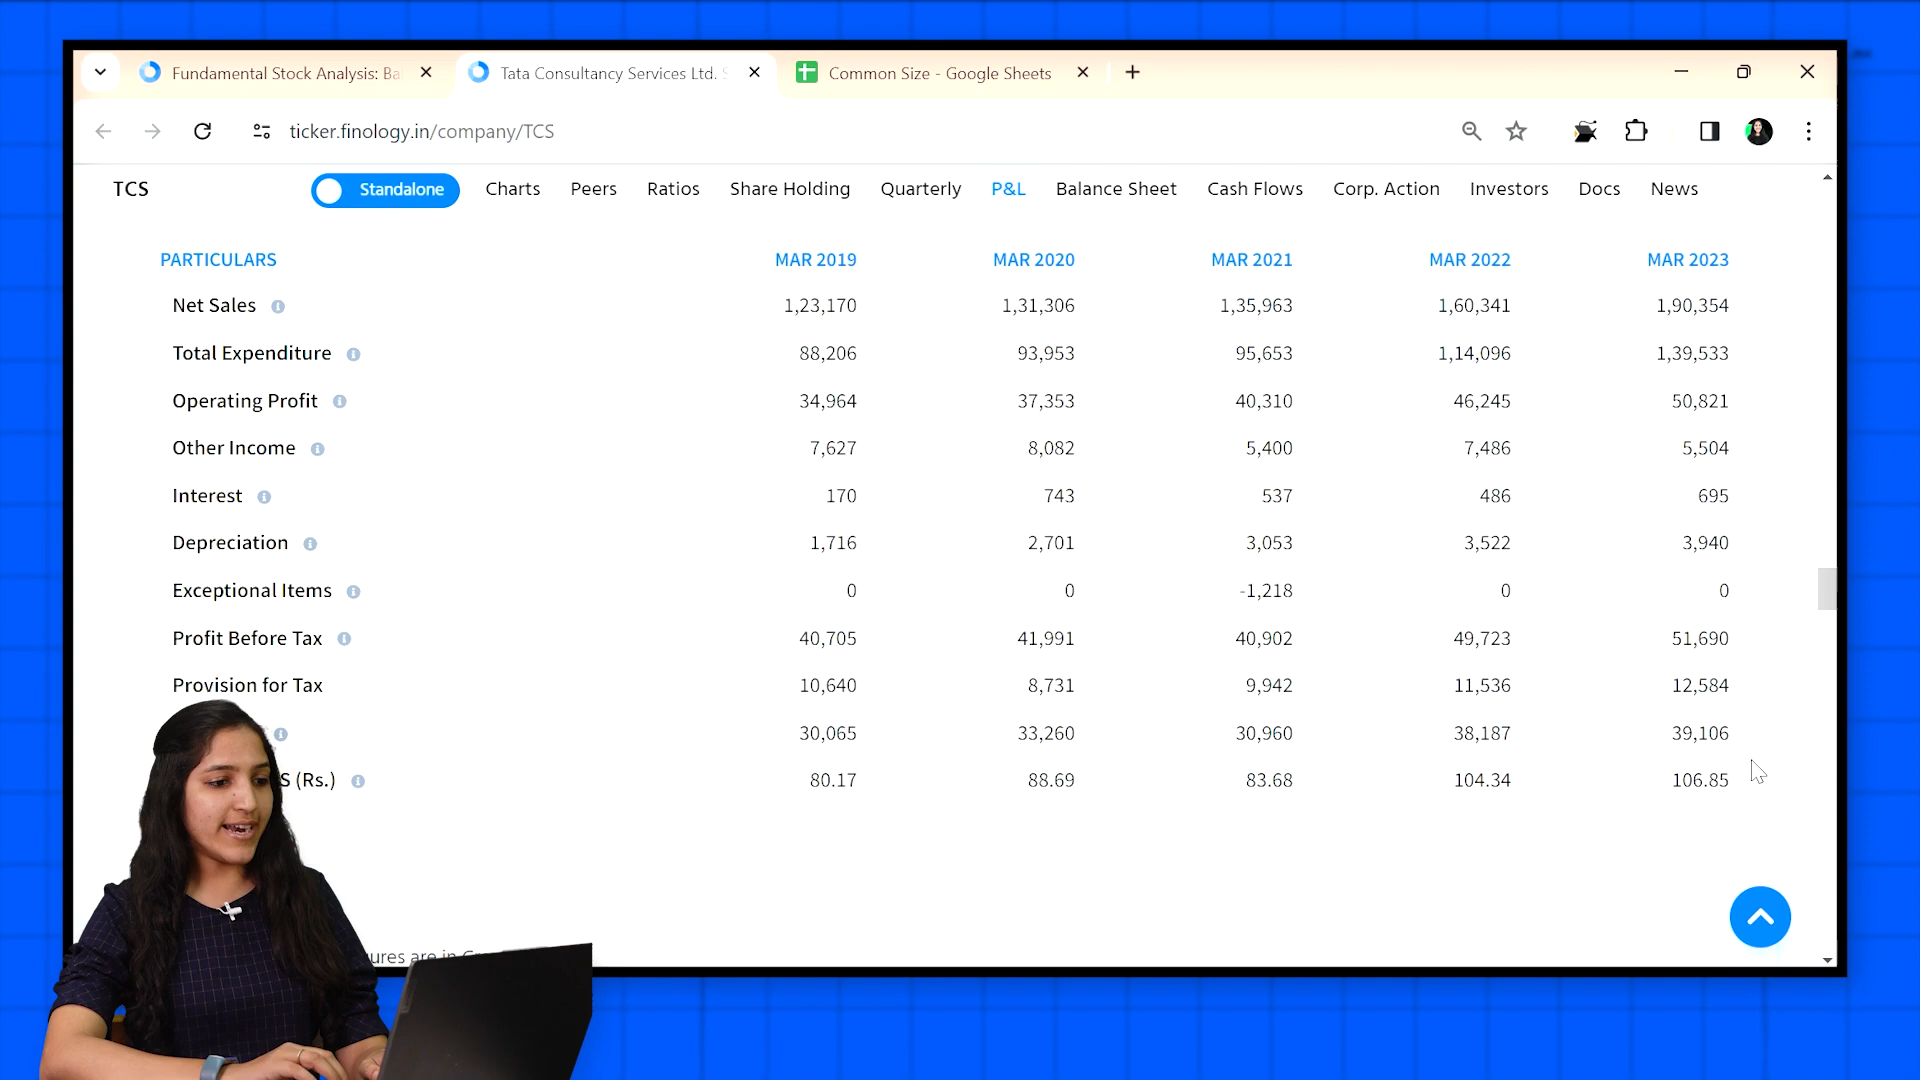 Fundamental Stock Analysis: Ba
Tata Consultancy Services Ltd.
Common Size - Google Sheets
ticker.finology.in/company/TCS
TCS Standalone Charts Peers Ratios Share Holding Quarterly P&L Balance Sheet Cash Flows Corp. Action Investors Docs News
PARTICULARS MAR 2019 MAR 2020 MAR 2021 MAR 2022 MAR 2023
Net Sales 1,23,170 1,31,306 1,35,963 1,60,341 1,90,354
Total Expenditure 88,206 93,953 95,653 1,14,096 1,39,533
Operating Profit 34,964 37,353 40,310 46,245 50,821
Other Income 7,627 8,082 5,400 7,486 5,504
Interest 170 743 537 486 695
Depreciation 1,716 2,701 3,053 3,522 3,940
Exceptional Items 0 0 -1,218 0 0
Profit Before Tax 40,705 41,991 40,902 49,723 51,690
Provision for Tax 10,640 8,731 9,942 11,536 12,584
30,065 33,260 30,960 38,187 39,106
S (Rs.) 80.17 88.69 83.68 104.34 106.85
ures are in